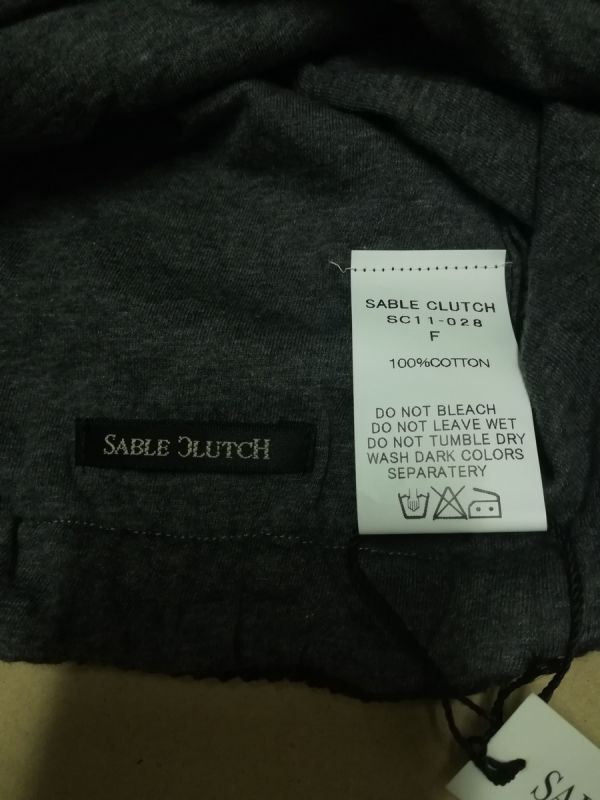 SABLE CLUTCH
SC11-028
F
100%COTTON
DO NOT BLEACH
DO NOT LEAVE WET
DO NOT TUMBLE DRY
WASH DARK COLORS
SEPARATERY
SABLE CLUTCH
SA